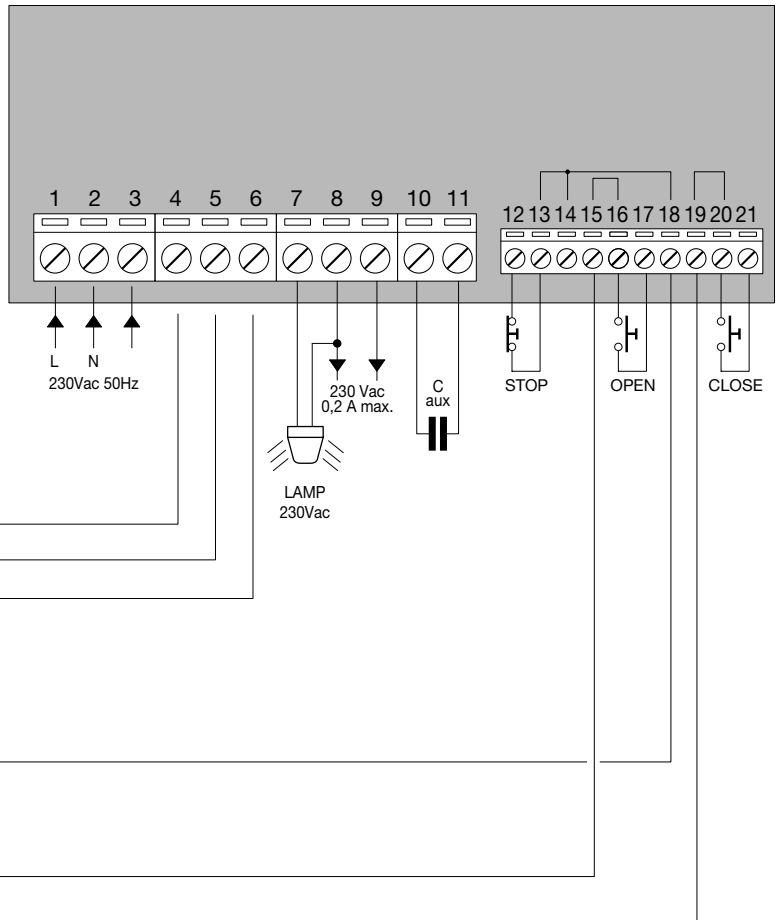 1 2 3 4 5 6 7 8 9 10 11
12 13 14 15 16 17 18 19 20 21
L N
230Vac 50Hz
230 Vac
0,2 A max.
C
aux
STOP
OPEN
CLOSE
LAMP
230Vac